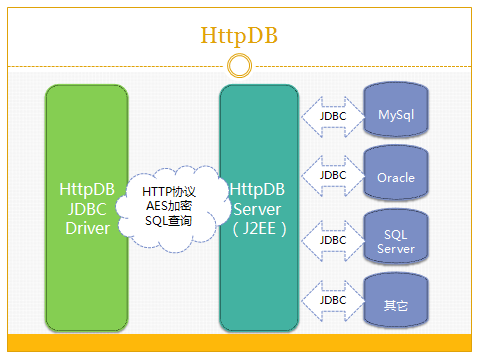 HttpDB
HttpDB
JDBC
Driver
HTTP协议
AES加密
SQL查询
HttpDB
Server
（J2EE）
JDBC
MySql
JDBC
Oracle
JDBC
SQL
Server
JDBC
其它